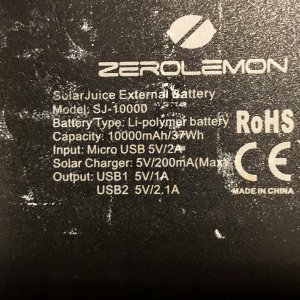 ZEROLEMON
SolarJuice External Battery
Model: SJ-10000
Battery Type: Li-polymer battery
Capacity: 10000mAh/37Wh
Input: Micro USB 5V/2A
Solar Charger: 5V/200mA(Max)
Output: USB1 5V/1A
USB2 5V/2.1A
RoHS
CE
MADE IN CHINA